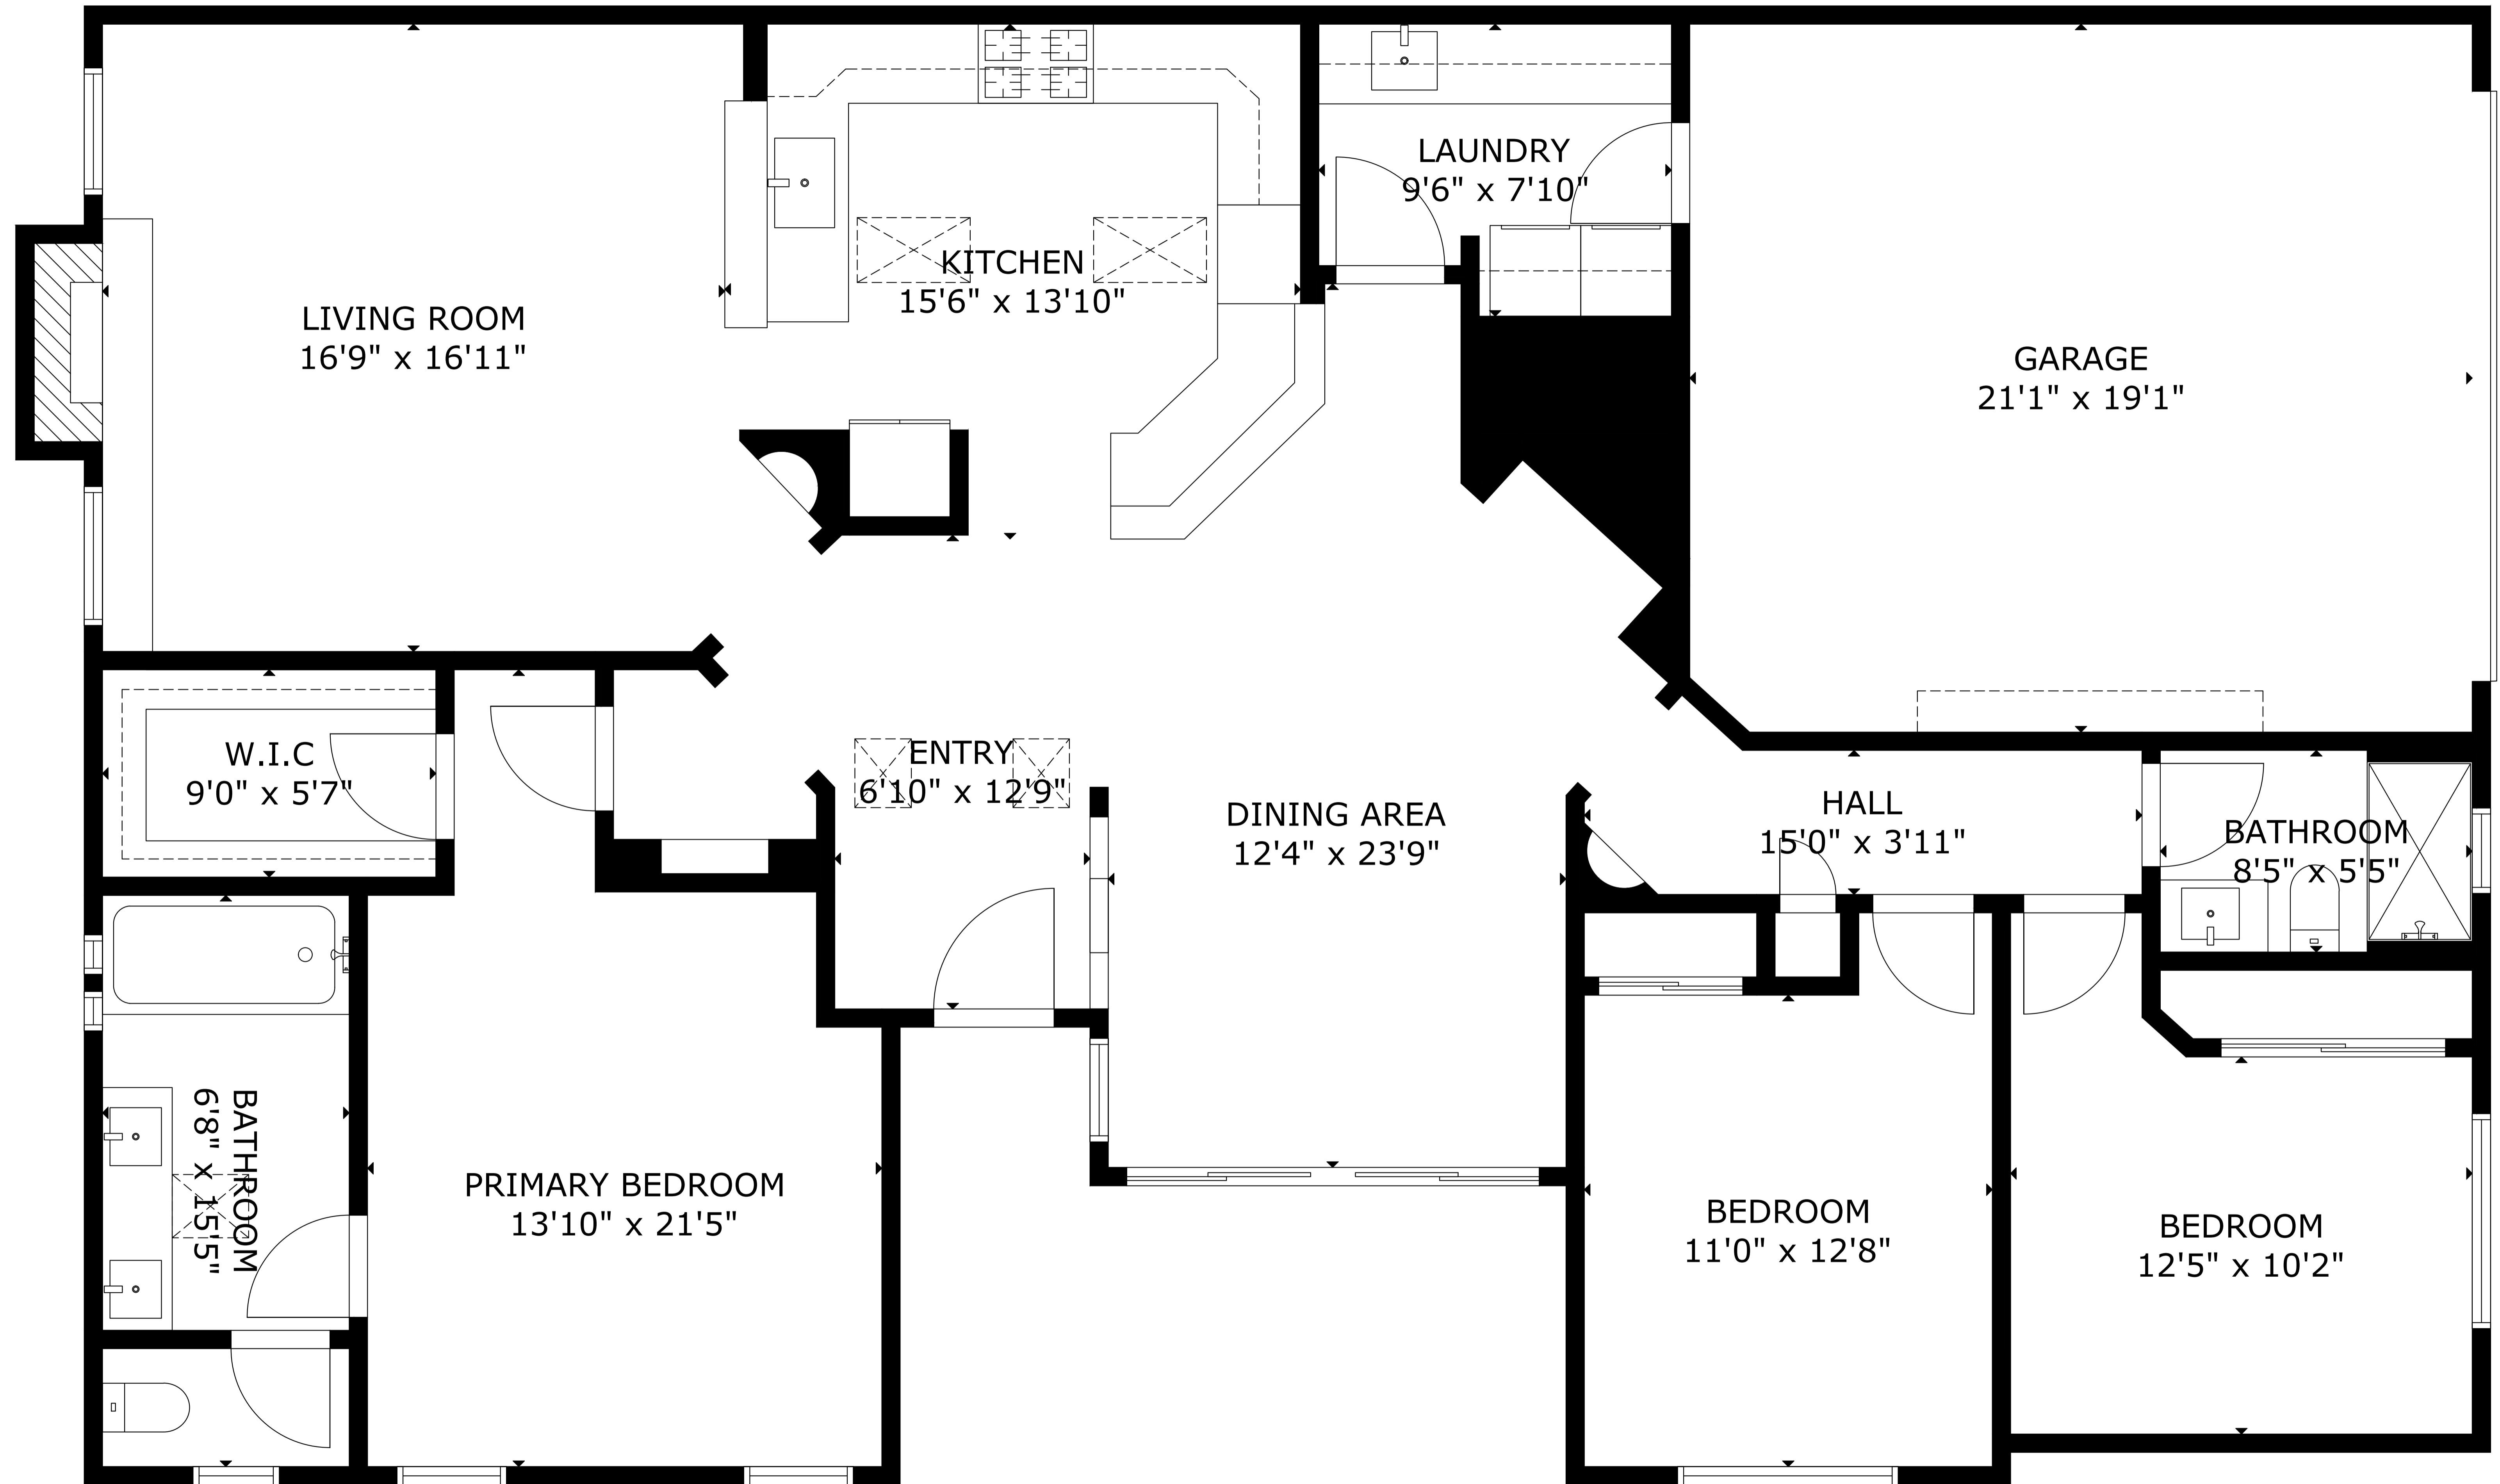 LIVING ROOM
16'9" x 16'11"
KITCHEN
15'6" x 13'10"
LAUNDRY
9'6" x 7'10"
GARAGE
21'1" x 19'1"
W.I.C
9'0" x 5'7"
ENTRY
6'10" x 12'9"
DINING AREA
12'4" x 23'9"
HALL
15'0" x 3'11"
BATHROOM
8'5" x 5'5"
BATHROOM
6'8" x 15'5"
PRIMARY BEDROOM
13'10" x 21'5"
BEDROOM
11'0" x 12'8"
BEDROOM
12'5" x 10'2"